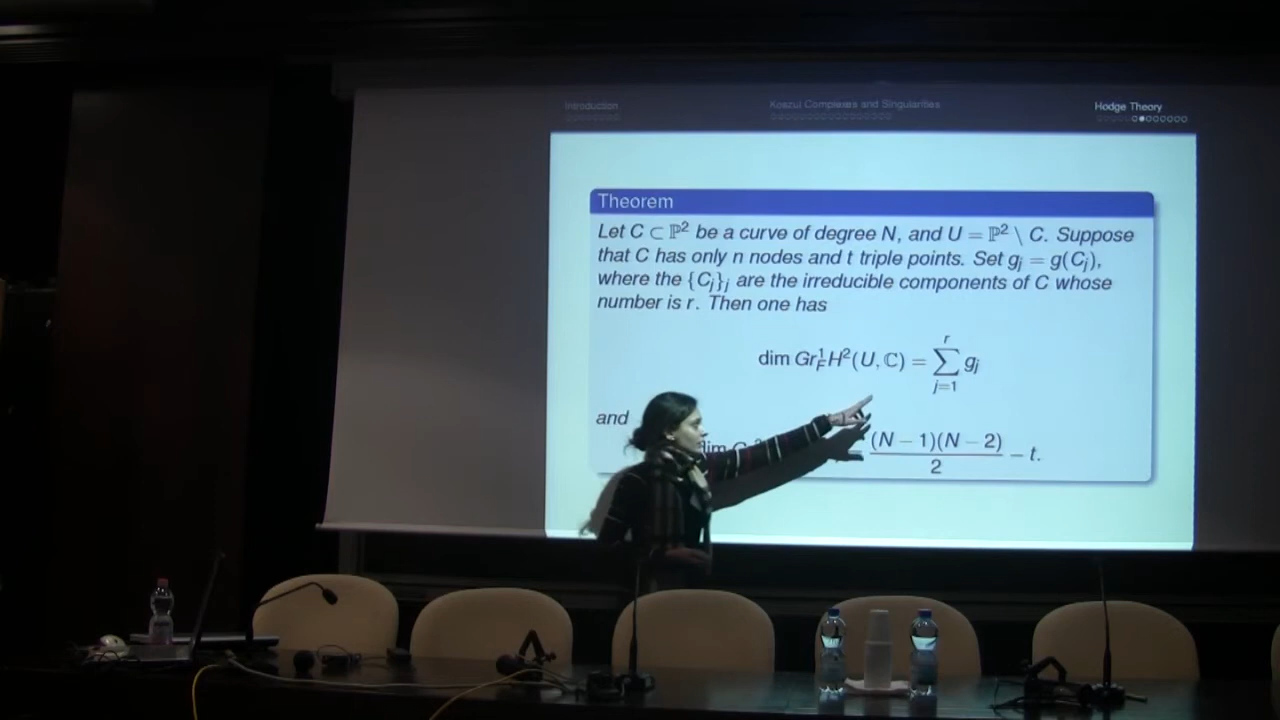 Introduction Koszul Complexes and Singularities Hodge Theory
Theorem
Let C ⊂ ℙ² be a curve of degree N, and U = ℙ² \ C. Suppose
that C has only n nodes and t triple points. Set gⱼ = g(Cⱼ),
where the {Cⱼ}ⱼ are the irreducible components of C whose
number is r. Then one has
dim Gr¹_F H²(U, ℂ) = ∑_{j=1}^{r} gⱼ
and
(N − 1)(N − 2) / 2 − t.